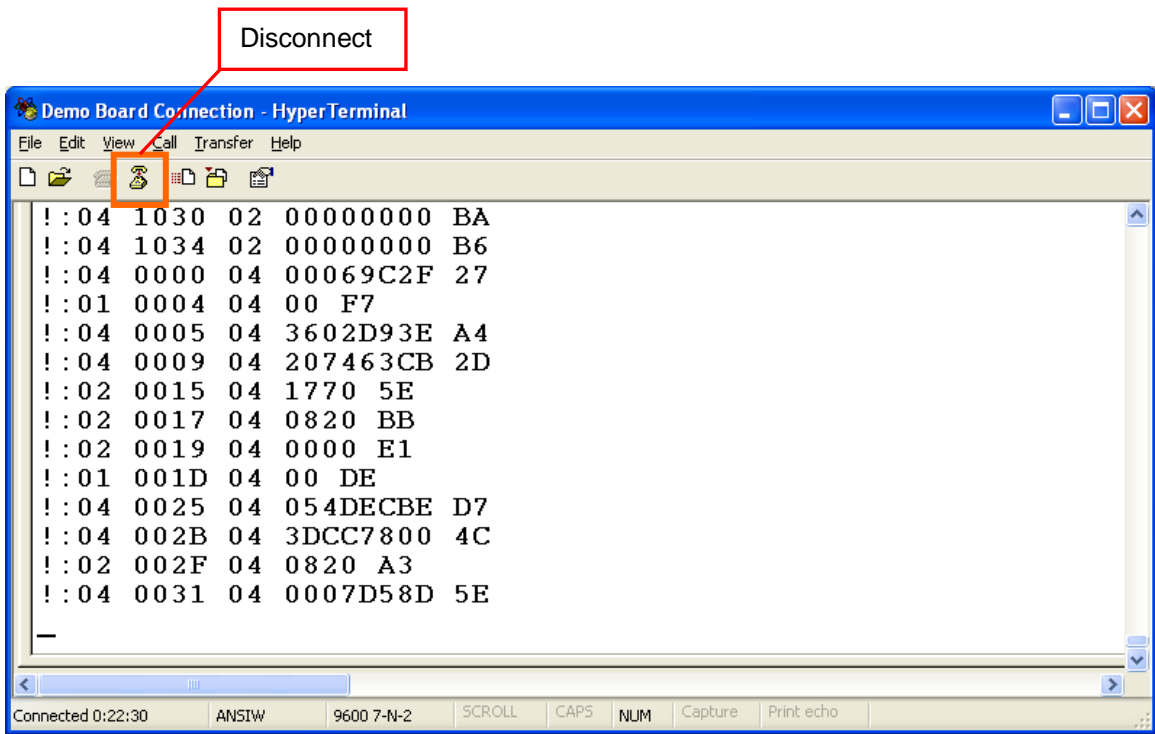 Disconnect
Demo Board Connection - HyperTerminal
File Edit View Call Transfer Help
!:04 1030 02 00000000 BA
!:04 1034 02 00000000 B6
!:04 0000 04 00069C2F 27
!:01 0004 04 00 F7
!:04 0005 04 3602D93E A4
!:04 0009 04 207463CB 2D
!:02 0015 04 1770 5E
!:02 0017 04 0820 BB
!:02 0019 04 0000 E1
!:01 001D 04 00 DE
!:04 0025 04 054DECBE D7
!:04 002B 04 3DCC7800 4C
!:02 002F 04 0820 A3
!:04 0031 04 0007D58D 5E
Connected 0:22:30 ANSIW 9600 7-N-2 SCROLL CAPS NUM Capture Print echo